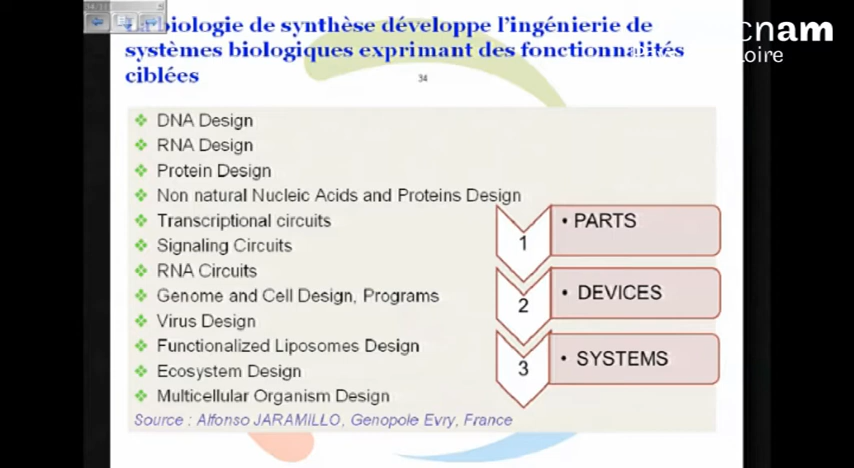 biologie de synthèse développe l'ingénierie de
systèmes biologiques exprimant des fonctionnalités
ciblées
34
cnam
Loire
DNA Design
RNA Design
Protein Design
Non natural Nucleic Acids and Proteins Design
Transcriptional circuits
Signaling Circuits
RNA Circuits
Genome and Cell Design, Programs
Virus Design
Functionalized Liposomes Design
Ecosystem Design
Multicellular Organism Design
1
• PARTS
2
• DEVICES
3
• SYSTEMS
Source : Alfonso JARAMILLO, Genopole Evry, France